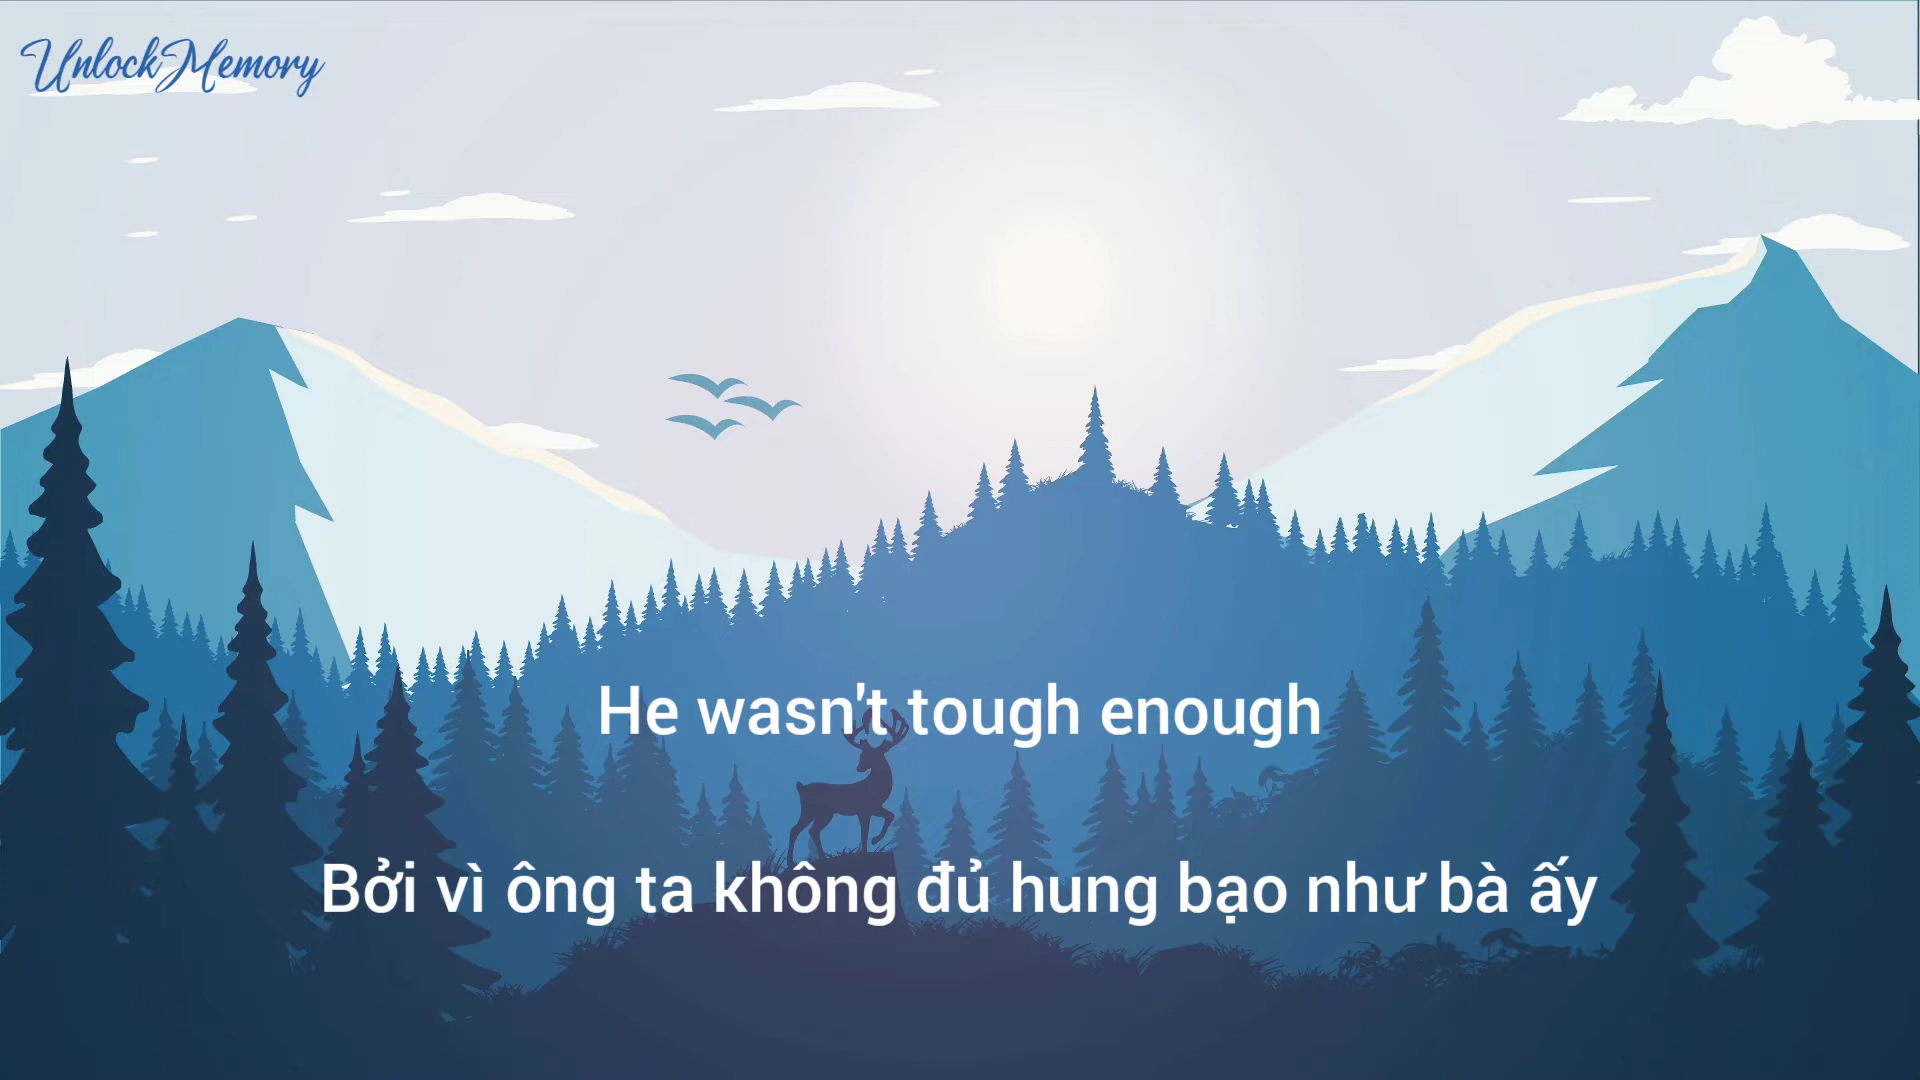 UnlockMemory
He wasn't tough enough
Bởi vì ông ta không đủ hung bạo như bà ấy